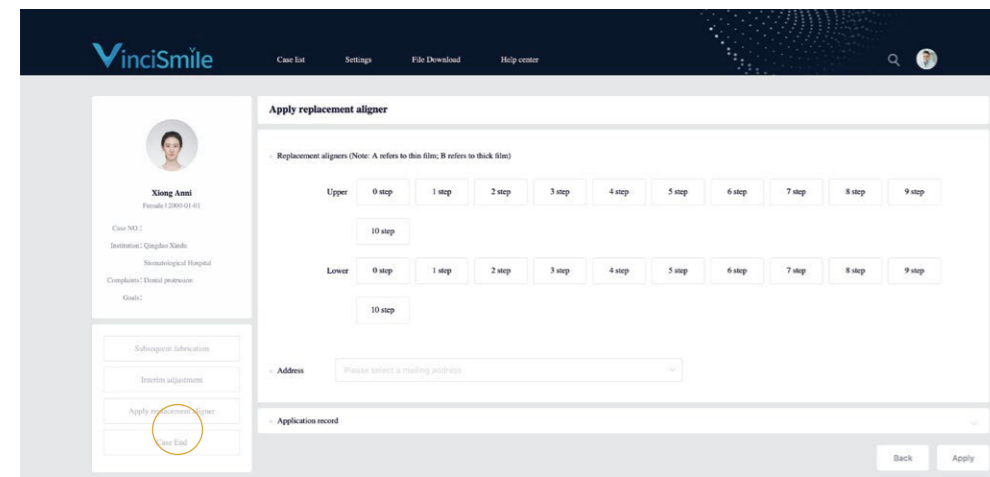 VinciSmile
Case list Settings File Download Help center
Xiong Anni
Female | 2000-01-01
Case NO.:
Institution: Qingdao Xindu
Stomatological Hospital
Complaints: Dental protrusion
Goals:
Subsequent fabrication
Interim adjustment
Apply replacement aligner
Case End
Apply replacement aligner
Replacement aligners (Note: A refers to thin film; B refers to thick film)
Upper 0 step 1 step 2 step 3 step 4 step 5 step 6 step 7 step 8 step 9 step
10 step
Lower 0 step 1 step 2 step 3 step 4 step 5 step 6 step 7 step 8 step 9 step
10 step
Address Please select a mailing address
Application record
Back Apply